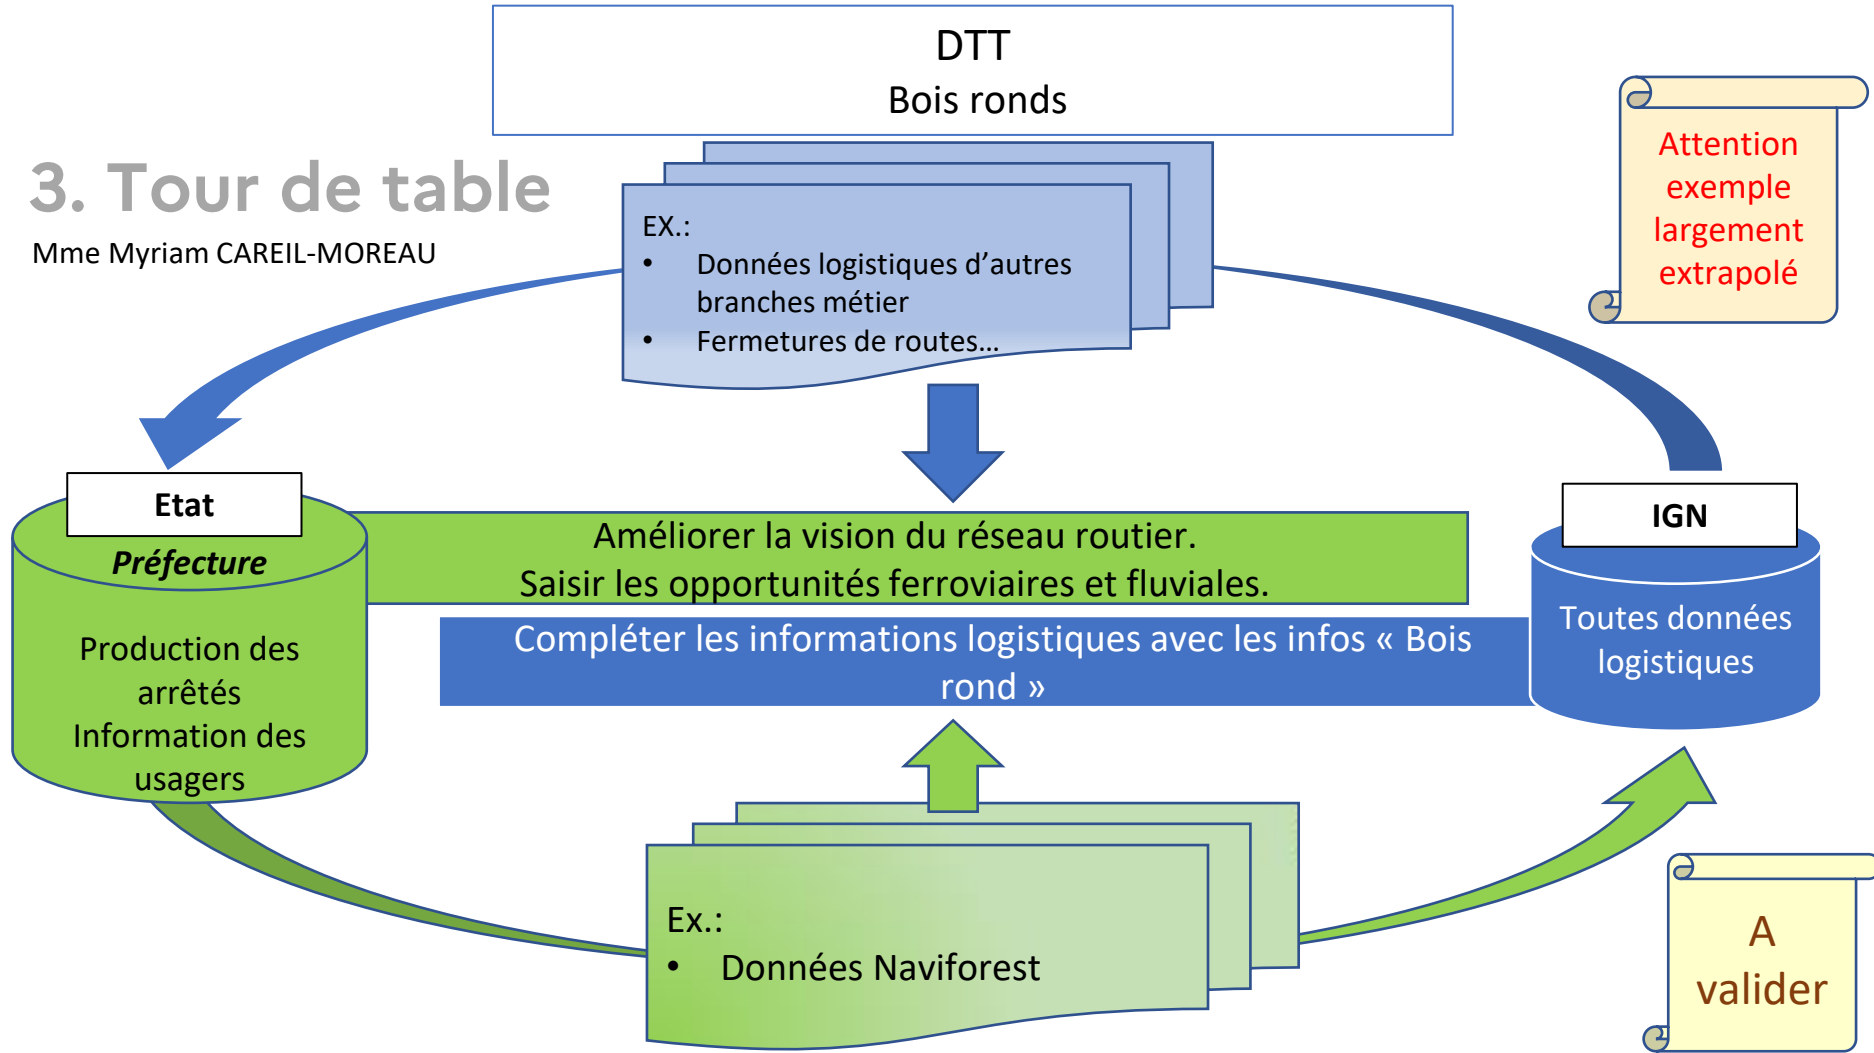 DTT
Bois ronds
3. Tour de table
Mme Myriam CAREIL-MOREAU
EX.:
• Données logistiques d’autres
branches métier
• Fermetures de routes…
Attention
exemple
largement
extrapolé
Etat
Préfecture
Production des
arrêtés
Information des
usagers
Améliorer la vision du réseau routier.
Saisir les opportunités ferroviaires et fluviales.
Compléter les informations logistiques avec les infos « Bois
rond »
IGN
Toutes données
logistiques
Ex.:
• Données Naviforest
A
valider